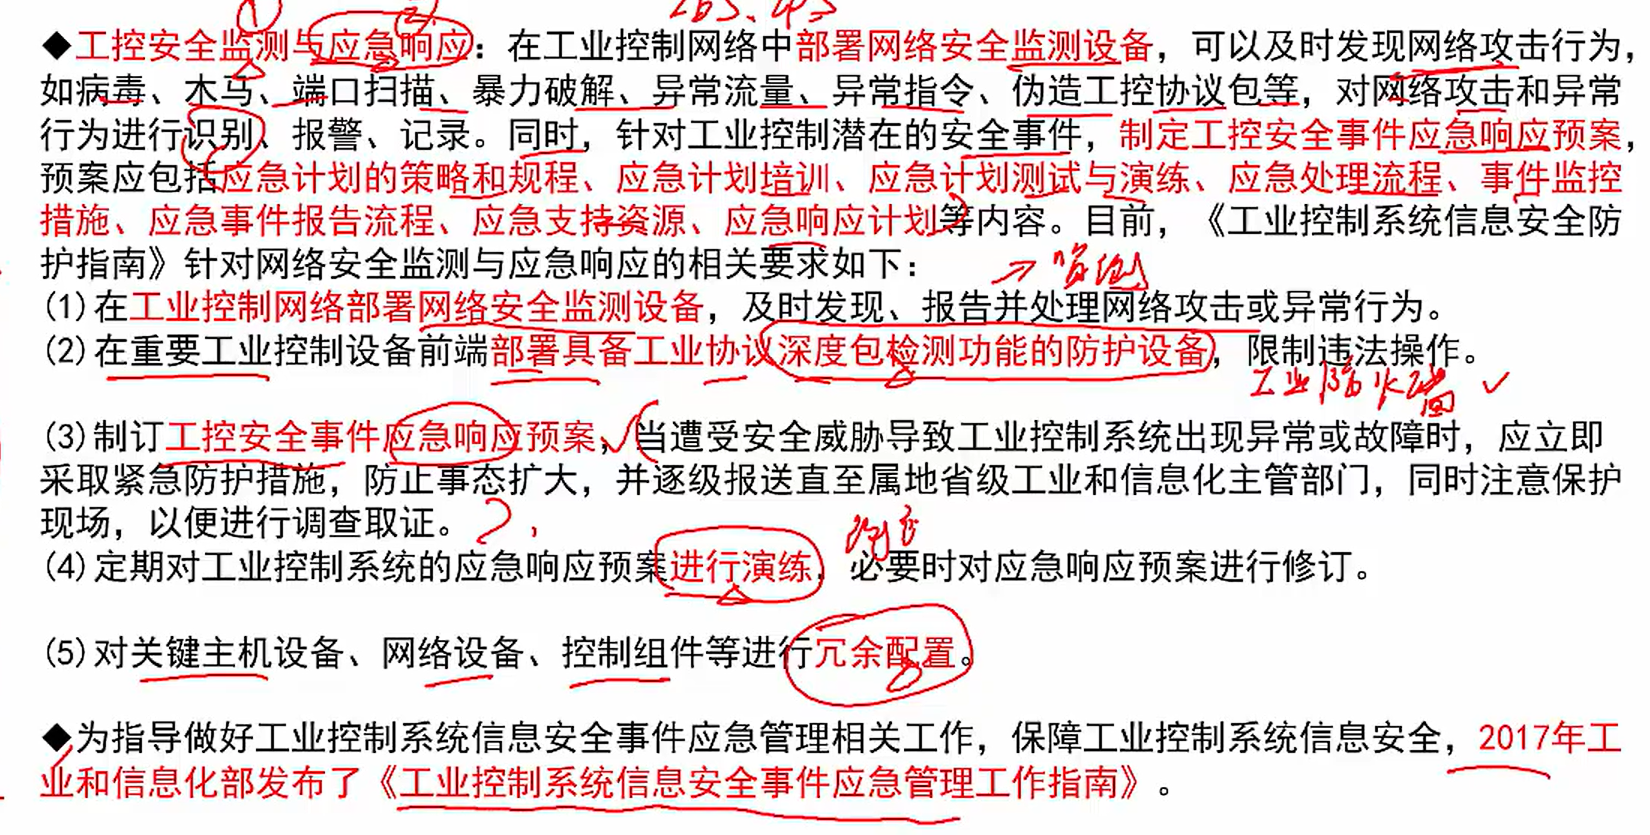 IDS、IPS
① ②
◆工控安全监测与应急响应：在工业控制网络中部署网络安全监测设备，可以及时发现网络攻击行为，
如病毒、木马、端口扫描、暴力破解、异常流量、异常指令、伪造工控协议包等，对网络攻击和异常
行为进行识别、报警、记录。同时，针对工业控制潜在的安全事件，制定工控安全事件应急响应预案，
预案应包括应急计划的策略和规程、应急计划培训、应急计划测试与演练、应急处理流程、事件监控
措施、应急事件报告流程、应急支持资源、应急响应计划等内容。目前，《工业控制系统信息安全防
护指南》针对网络安全监测与应急响应的相关要求如下：
(1)在工业控制网络部署网络安全监测设备，及时发现、报告并处理网络攻击或异常行为。
(2)在重要工业控制设备前端部署具备工业协议深度包检测功能的防护设备，限制违法操作。
工业防火墙
(3)制订工控安全事件应急响应预案，当遭受安全威胁导致工业控制系统出现异常或故障时，应立即
采取紧急防护措施，防止事态扩大，并逐级报送直至属地省级工业和信息化主管部门，同时注意保护
现场，以便进行调查取证。
(4)定期对工业控制系统的应急响应预案进行演练，必要时对应急响应预案进行修订。
(5)对关键主机设备、网络设备、控制组件等进行冗余配置。
◆为指导做好工业控制系统信息安全事件应急管理相关工作，保障工业控制系统信息安全，2017年工
业和信息化部发布了《工业控制系统信息安全事件应急管理工作指南》。